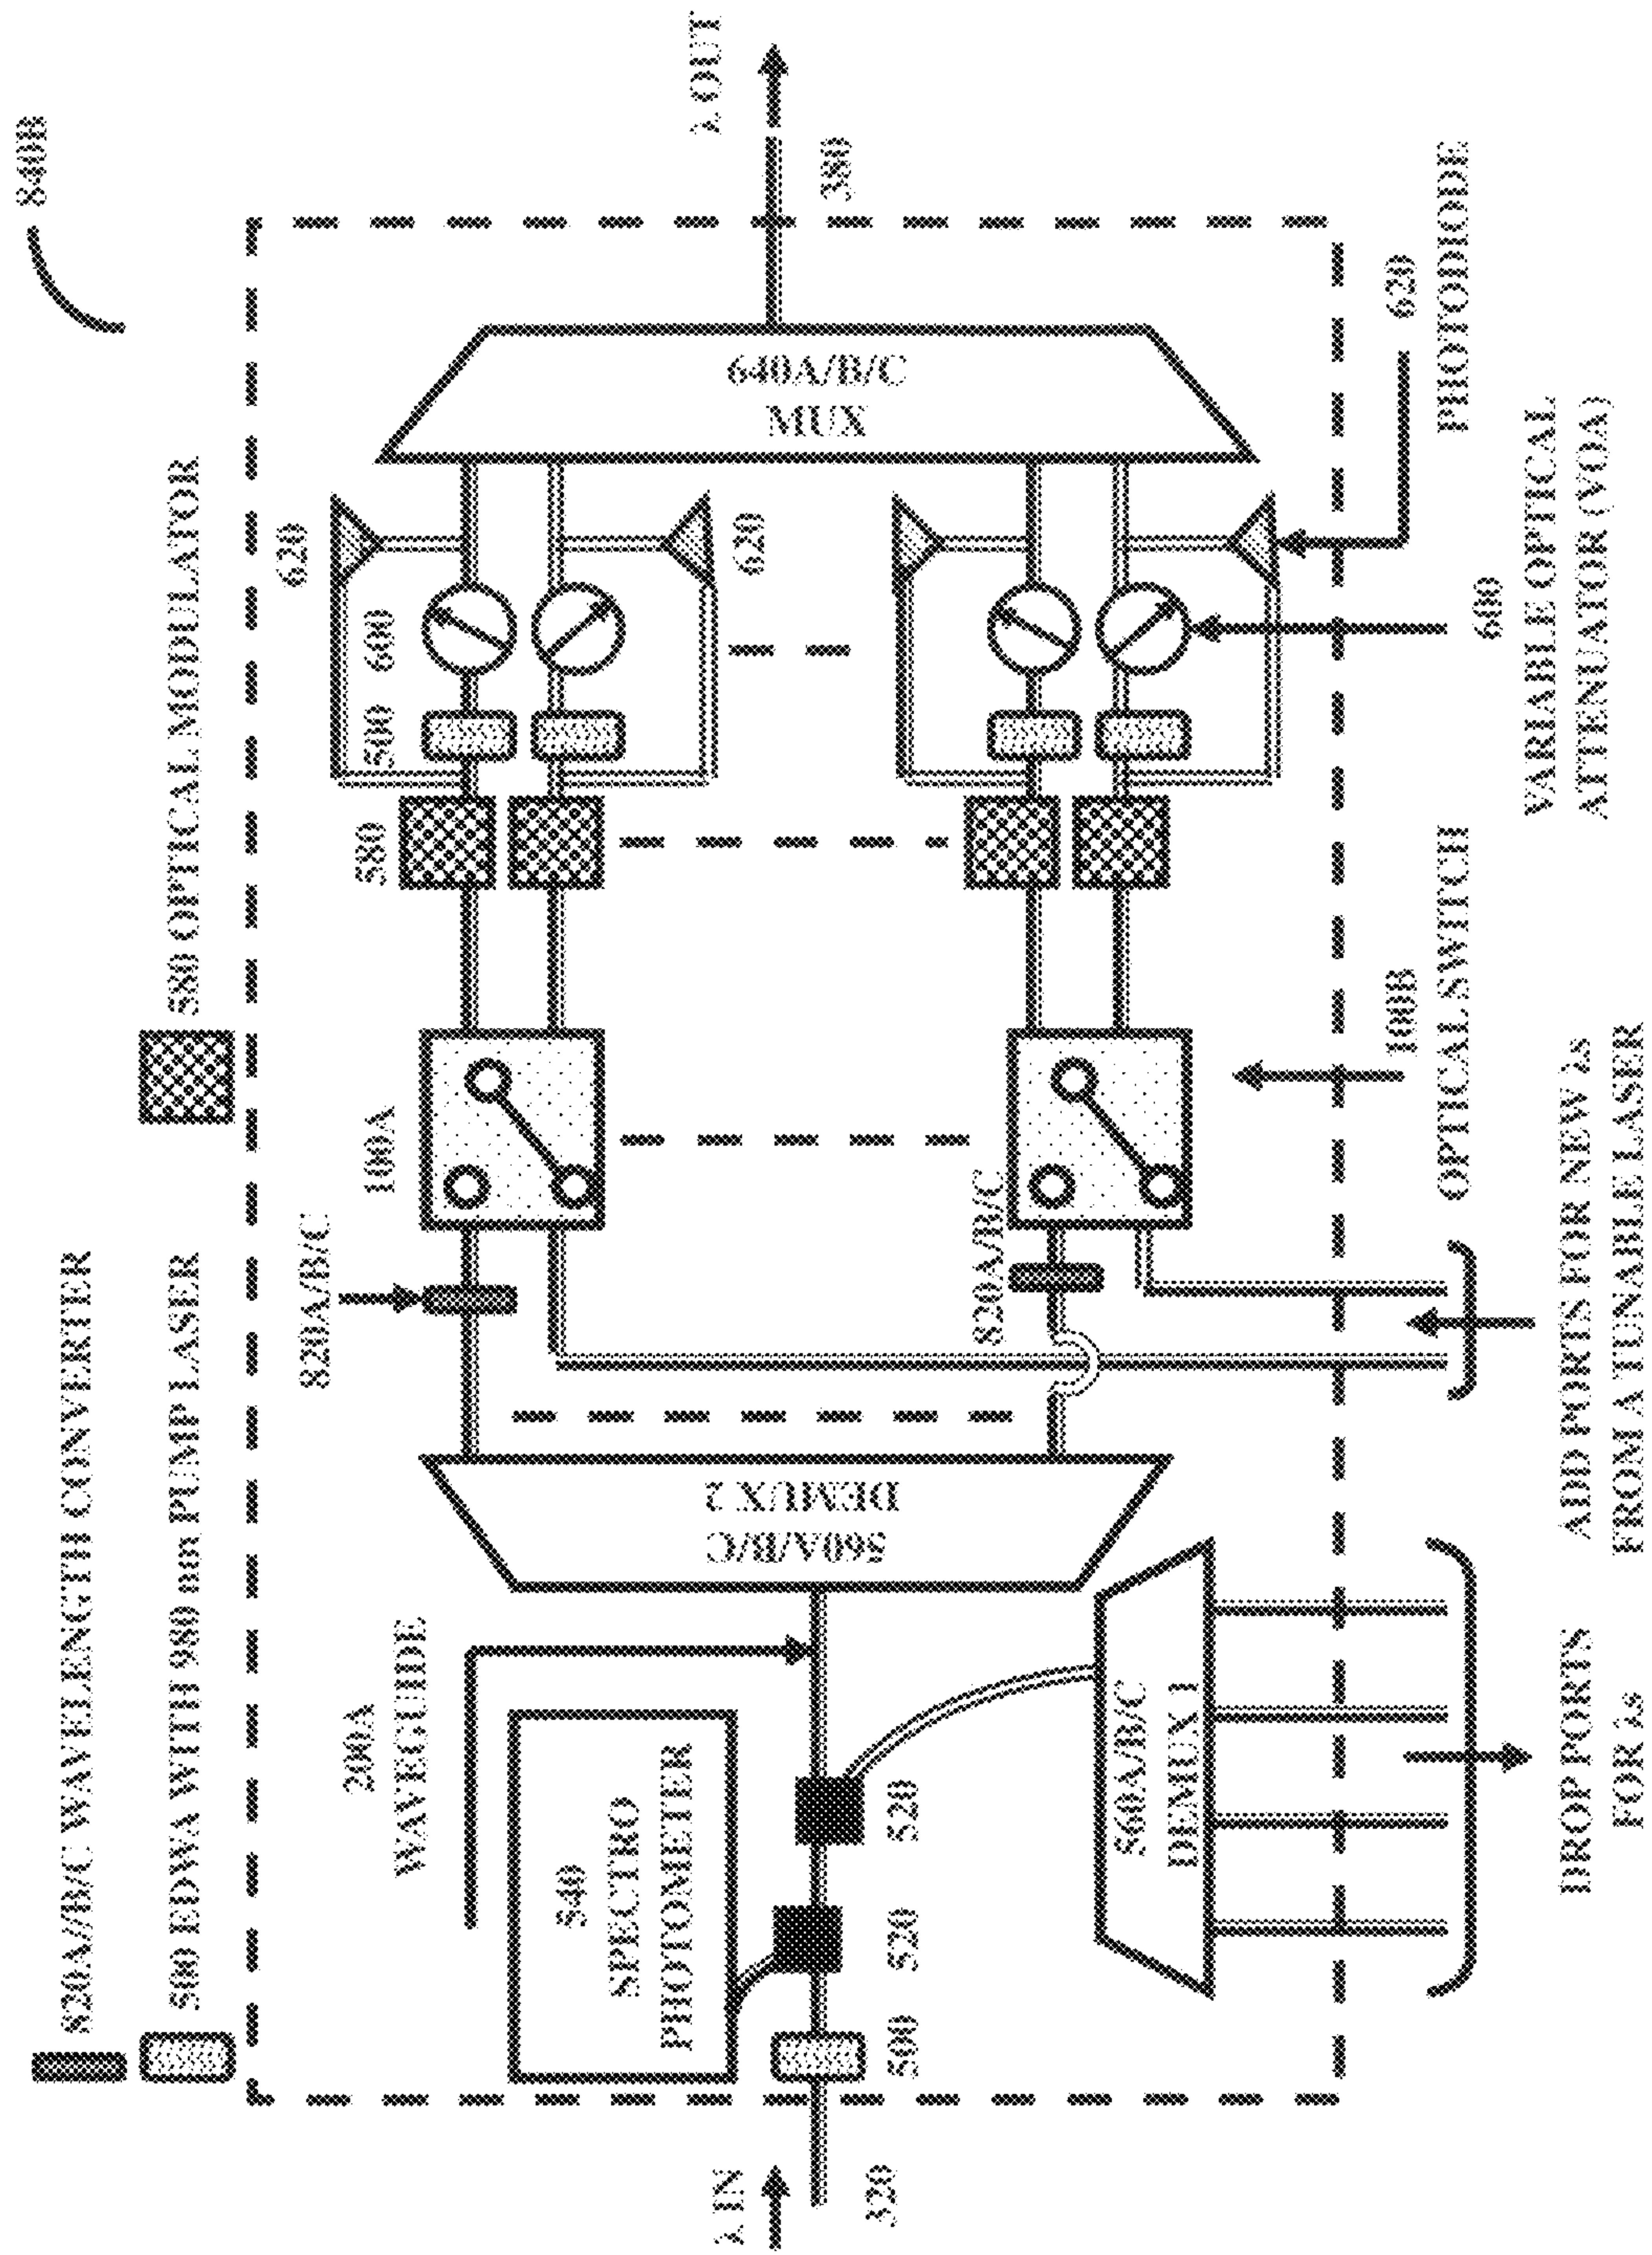 840B
820A/B/C WAVELENGTH CONVERTER
500 EDWA WITH 980 nm PUMP LASER
580 OPTICAL MODULATOR
λ IN
320
500
540
SPECTRO
PHOTOMETER
520
520
200A
WAVEGUIDE
560A/B/C
DEMUX 1
560A/B/C
DEMUX 2
820A/B/C
820A/B/C
100A
580
500
600
620
620
640A/B/C
MUX
λ OUT
380
DROP PORTS
FOR λs
ADD PORTS FOR NEW λs
FROM A TUNABLE LASER
100B
OPTICAL SWITCH
600
VARIABLE OPTICAL
ATTENUATOR (VOA)
620
PHOTODIODE